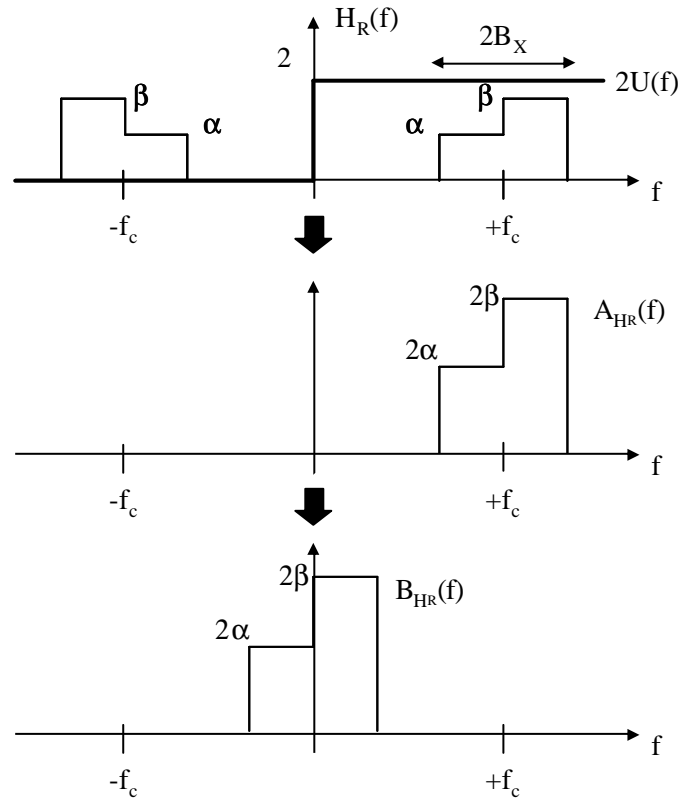 H_R(f)
2
2B_X
2U(f)
β
α
α
β
f
-f_c
+f_c
2β
A_HR(f)
2α
f
-f_c
+f_c
2β
B_HR(f)
2α
f
-f_c
+f_c